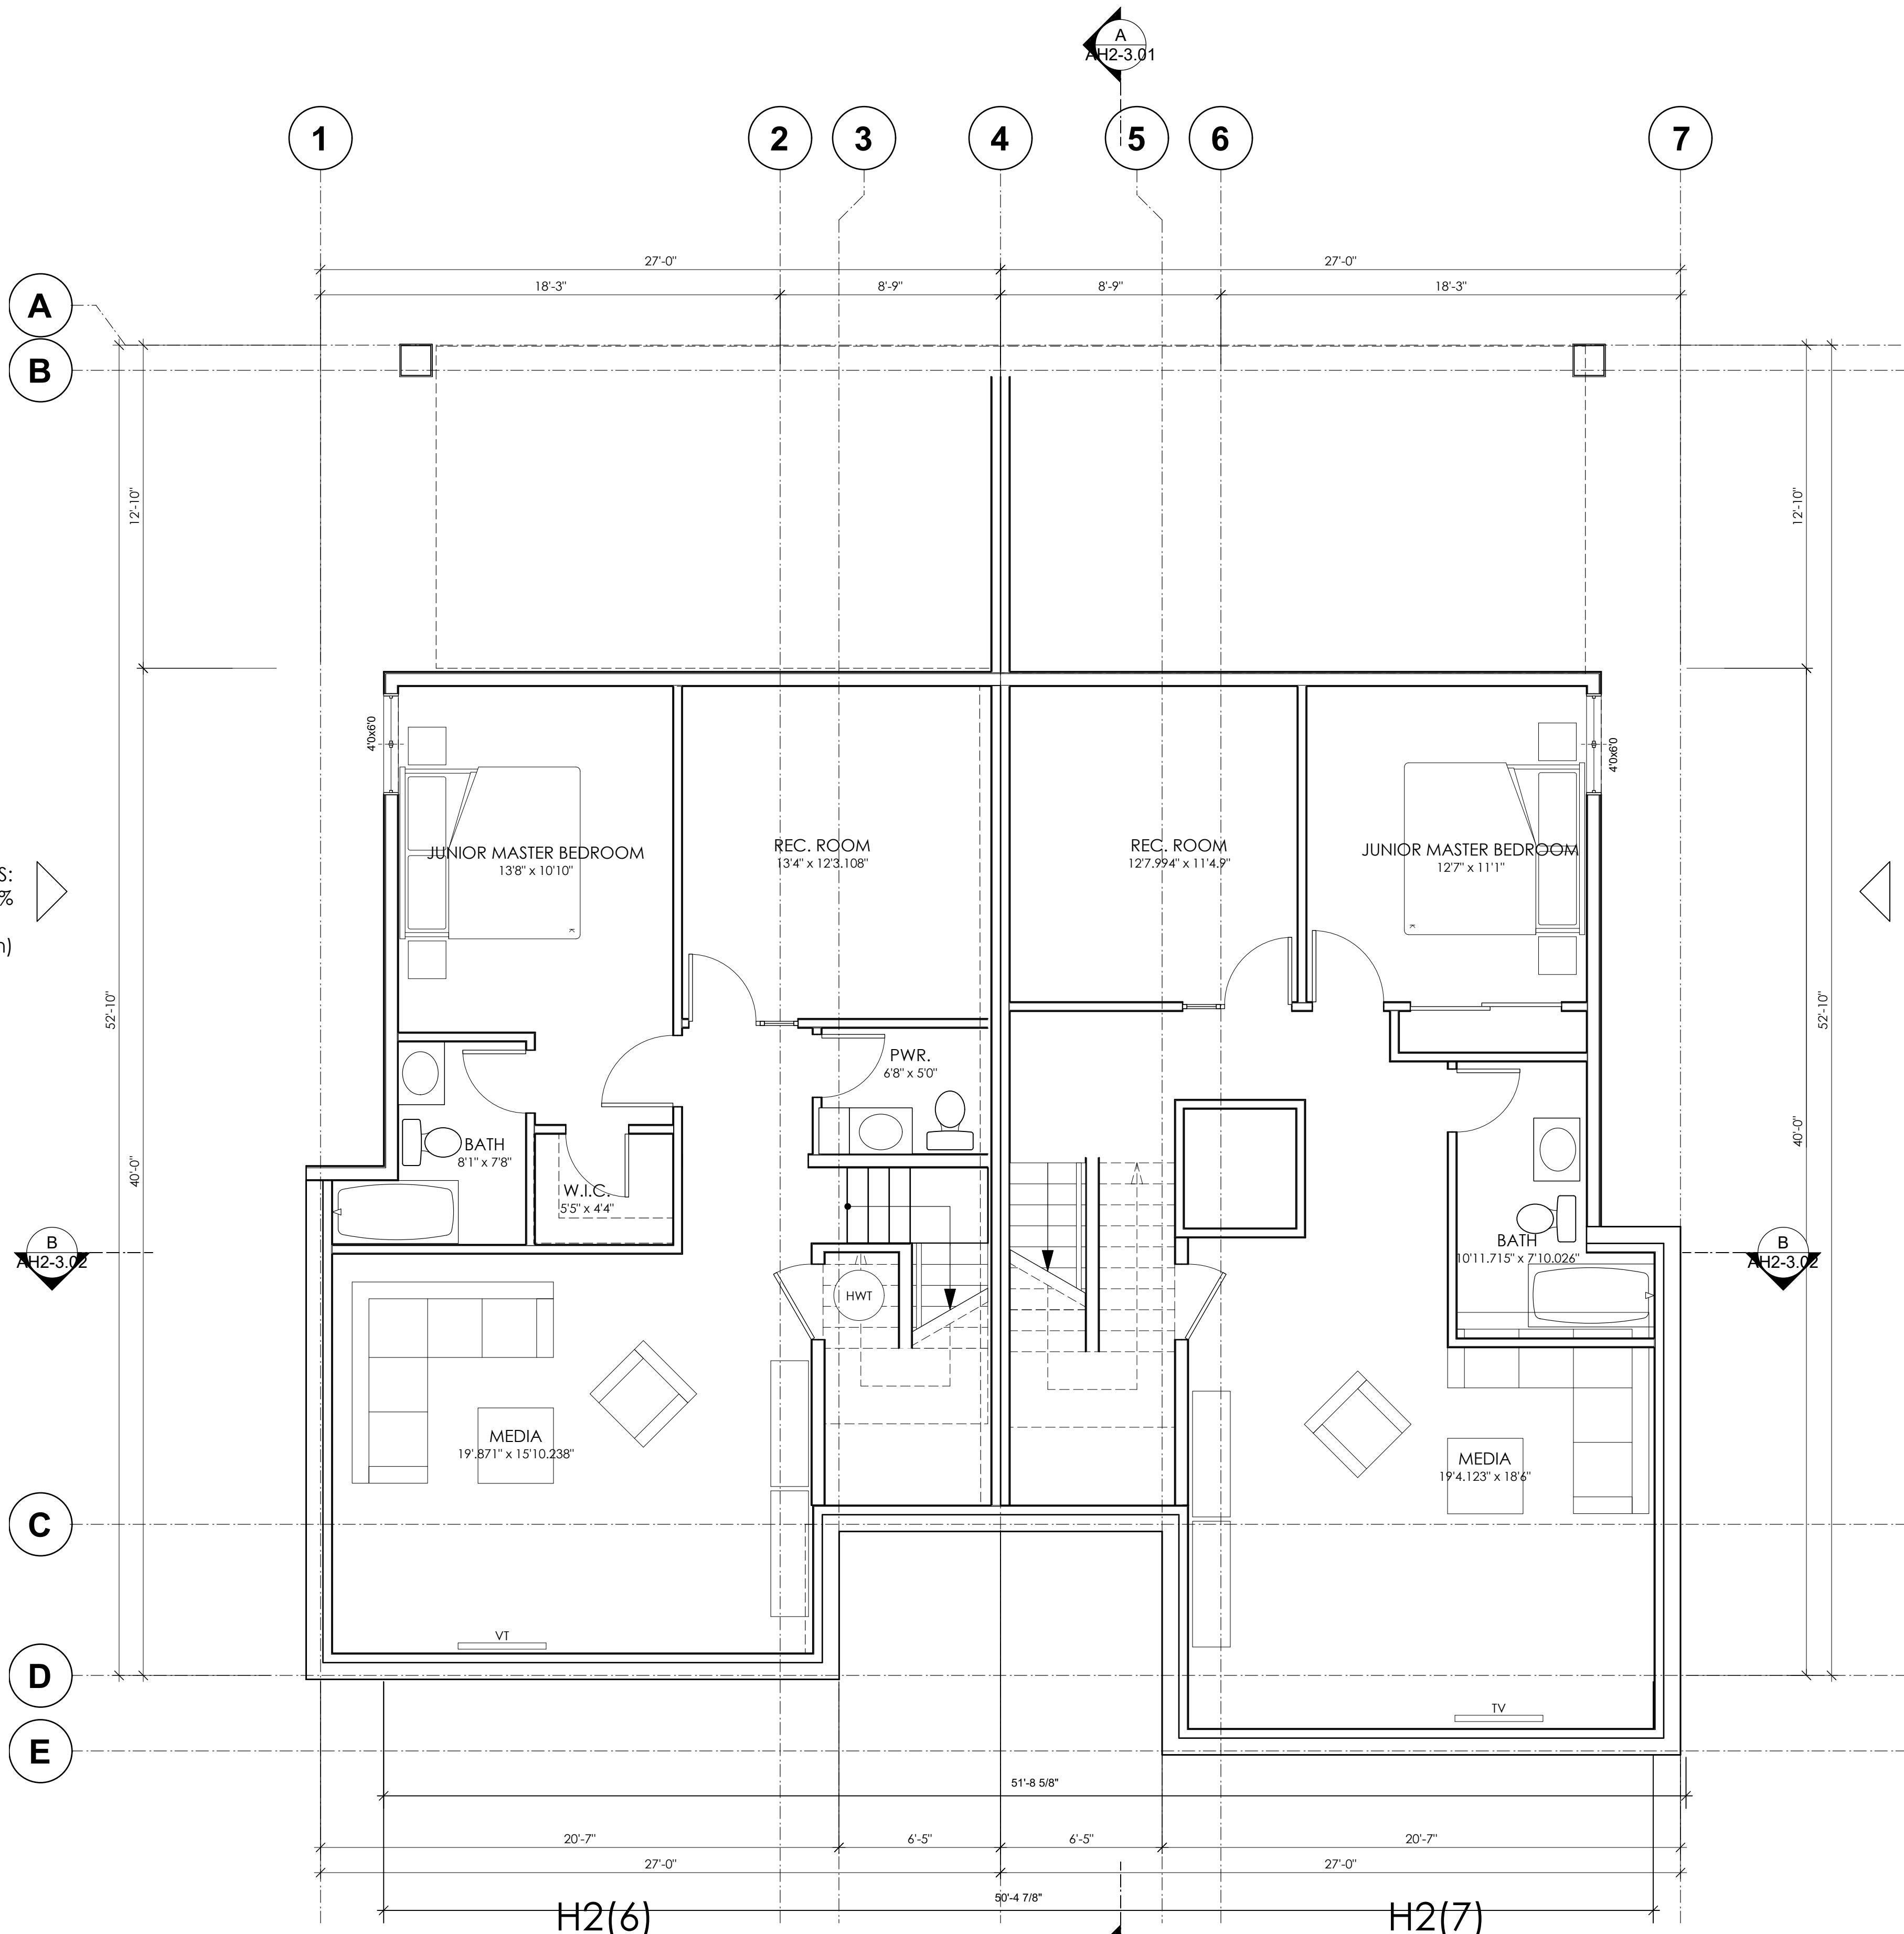 A
AH2-3.01
1
2
3
4
5
6
7
27'-0"
27'-0"
18'-3"
8'-9"
8'-9"
18'-3"
A
B
12'-10"
12'-10"
4'0x6'0
4'0x6'0
JUNIOR MASTER BEDROOM
13'8" x 10'10"
REC. ROOM
13'4" x 12'3.108"
REC. ROOM
12'7.994" x 11'4.9"
JUNIOR MASTER BEDROOM
12'7" x 11'1"
K
K
S:
%
)
52'-10"
52'-10"
PWR.
6'8" x 5'0"
BATH
8'1" x 7'8"
W.I.C.
5'5" x 4'4"
40'-0"
40'-0"
B
AH2-3.02
BATH
10'11.715" x 7'10.026"
B
AH2-3.02
HWT
MEDIA
19'.871" x 15'10.238"
MEDIA
19'4.123" x 18'6"
C
VT
D
TV
E
51'-8 5/8"
20'-7"
6'-5"
6'-5"
20'-7"
27'-0"
27'-0"
50'-4 7/8"
H2(6)
H2(7)